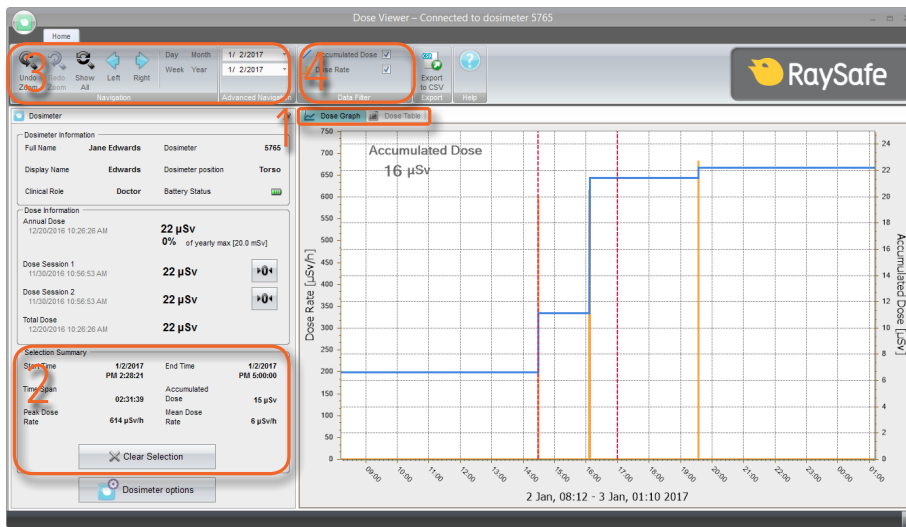 Dose Viewer – Connected to dosimeter 5765
Home
Undo Zoom
Redo Zoom
Show All
Left
Right
Day Month
Week Year
Navigation
1/ 2/2017
1/ 2/2017
Advanced Navigation
Accumulated Dose
Dose Rate
Data Filter
CSV
Export to CSV
Export
?
Help
RaySafe
3
4
1
Dosimeter
Dosimeter Information
Full Name Jane Edwards Dosimeter 5765
Display Name Edwards Dosimeter position Torso
Clinical Role Doctor Battery Status
Dose Information
Annual Dose
12/20/2016 10:26:26 AM
22 µSv
0% of yearly max [20.0 mSv]
Dose Session 1
11/30/2016 10:56:53 AM
22 µSv
0
Dose Session 2
11/30/2016 10:56:53 AM
22 µSv
0
Total Dose
12/20/2016 10:26:26 AM
22 µSv
2
Selection Summary
Start Time 1/2/2017 PM 2:28:21
End Time 1/2/2017 PM 5:00:00
Time Span 02:31:39
Accumulated Dose 15 µSv
Peak Dose Rate 614 µSv/h
Mean Dose Rate 6 µSv/h
Clear Selection
Dosimeter options
Dose Graph
Dose Table
Accumulated Dose
16 µSv
Dose Rate [µSv/h]
750
700
650
600
550
500
450
400
350
300
250
200
150
100
50
0
Accumulated Dose [µSv]
24
22
20
18
16
14
12
10
8
6
4
2
0
09:00 10:00 11:00 12:00 13:00 14:00 15:00 16:00 17:00 18:00 19:00 20:00 21:00 22:00 23:00 00:00 01:00
2 Jan, 08:12 - 3 Jan, 01:10 2017